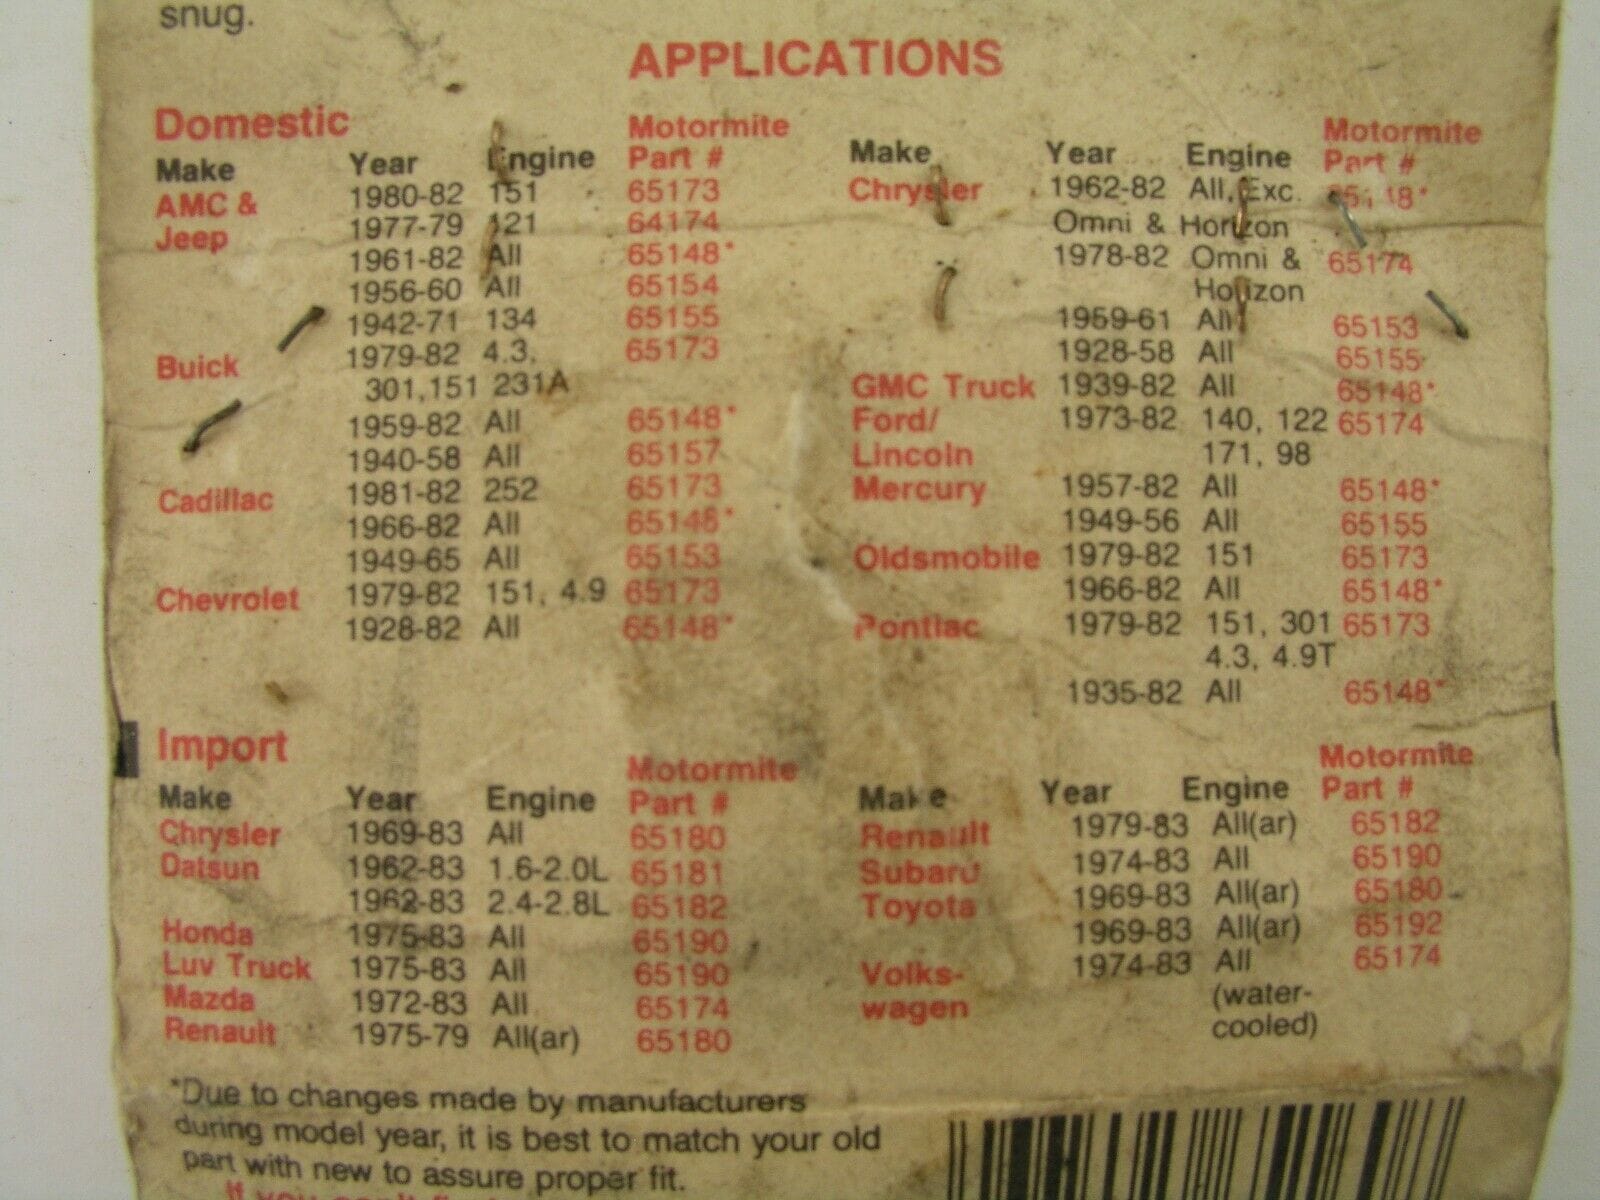 snug.
APPLICATIONS
Domestic
Make Year Engine Motormite Part #
AMC & Jeep 1980-82 151 65173
1977-79 121 64174
1961-82 All 65148*
1956-60 All 65154
1942-71 134 65155
Buick 1979-82 4.3, 65173
301,151 231A
1959-82 All 65148*
1940-58 All 65157
Cadillac 1981-82 252 65173
1966-82 All 65148*
1949-65 All 65153
Chevrolet 1979-82 151, 4.9 65173
1928-82 All 65148*
Make Year Engine Motormite Part #
Chrysler 1962-82 All, Exc. 65148*
Omni & Horizon
1978-82 Omni & 65174
Horizon
1959-61 All 65153
1928-58 All 65155
GMC Truck 1939-82 All 65148*
Ford/ 1973-82 140, 122 65174
Lincoln 171, 98
Mercury 1957-82 All 65148*
1949-56 All 65155
Oldsmobile 1979-82 151 65173
1966-82 All 65148*
Pontiac 1979-82 151, 301 65173
4.3, 4.9T
1935-82 All 65148*
Import
Make Year Engine Motormite Part #
Chrysler 1969-83 All 65180
Datsun 1962-83 1.6-2.0L 65181
1962-83 2.4-2.8L 65182
Honda 1975-83 All 65190
Luv Truck 1975-83 All 65190
Mazda 1972-83 All 65174
Renault 1975-79 All(ar) 65180
Make Year Engine Motormite Part #
Renault 1979-83 All(ar) 65182
Subaru 1974-83 All 65190
Toyota 1969-83 All(ar) 65180
1969-83 All(ar) 65192
Volks- 1974-83 All 65174
wagen (water-
cooled)
*Due to changes made by manufacturers
during model year, it is best to match your old
part with new to assure proper fit.
If you can't